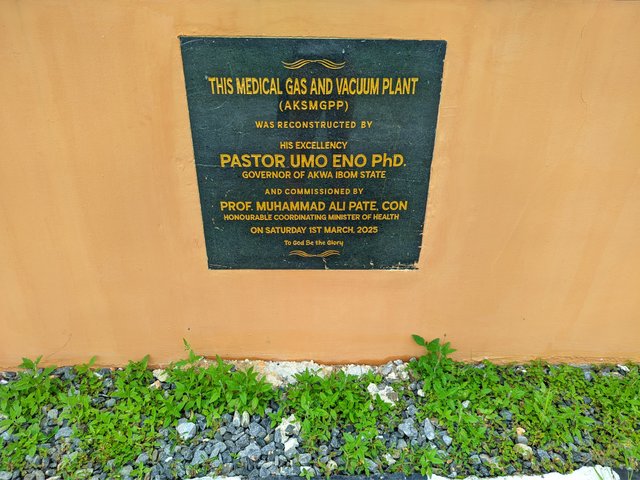 THIS MEDICAL GAS AND VACUUM PLANT
(AKSMGPP)
WAS RECONSTRUCTED BY
HIS EXCELLENCY
PASTOR UMO ENO PhD.
GOVERNOR OF AKWA IBOM STATE
AND COMMISSIONED BY
PROF. MUHAMMAD ALI PATE, CON
HONOURABLE COORDINATING MINISTER OF HEALTH
ON SATURDAY 1ST MARCH, 2025
To God Be the Glory